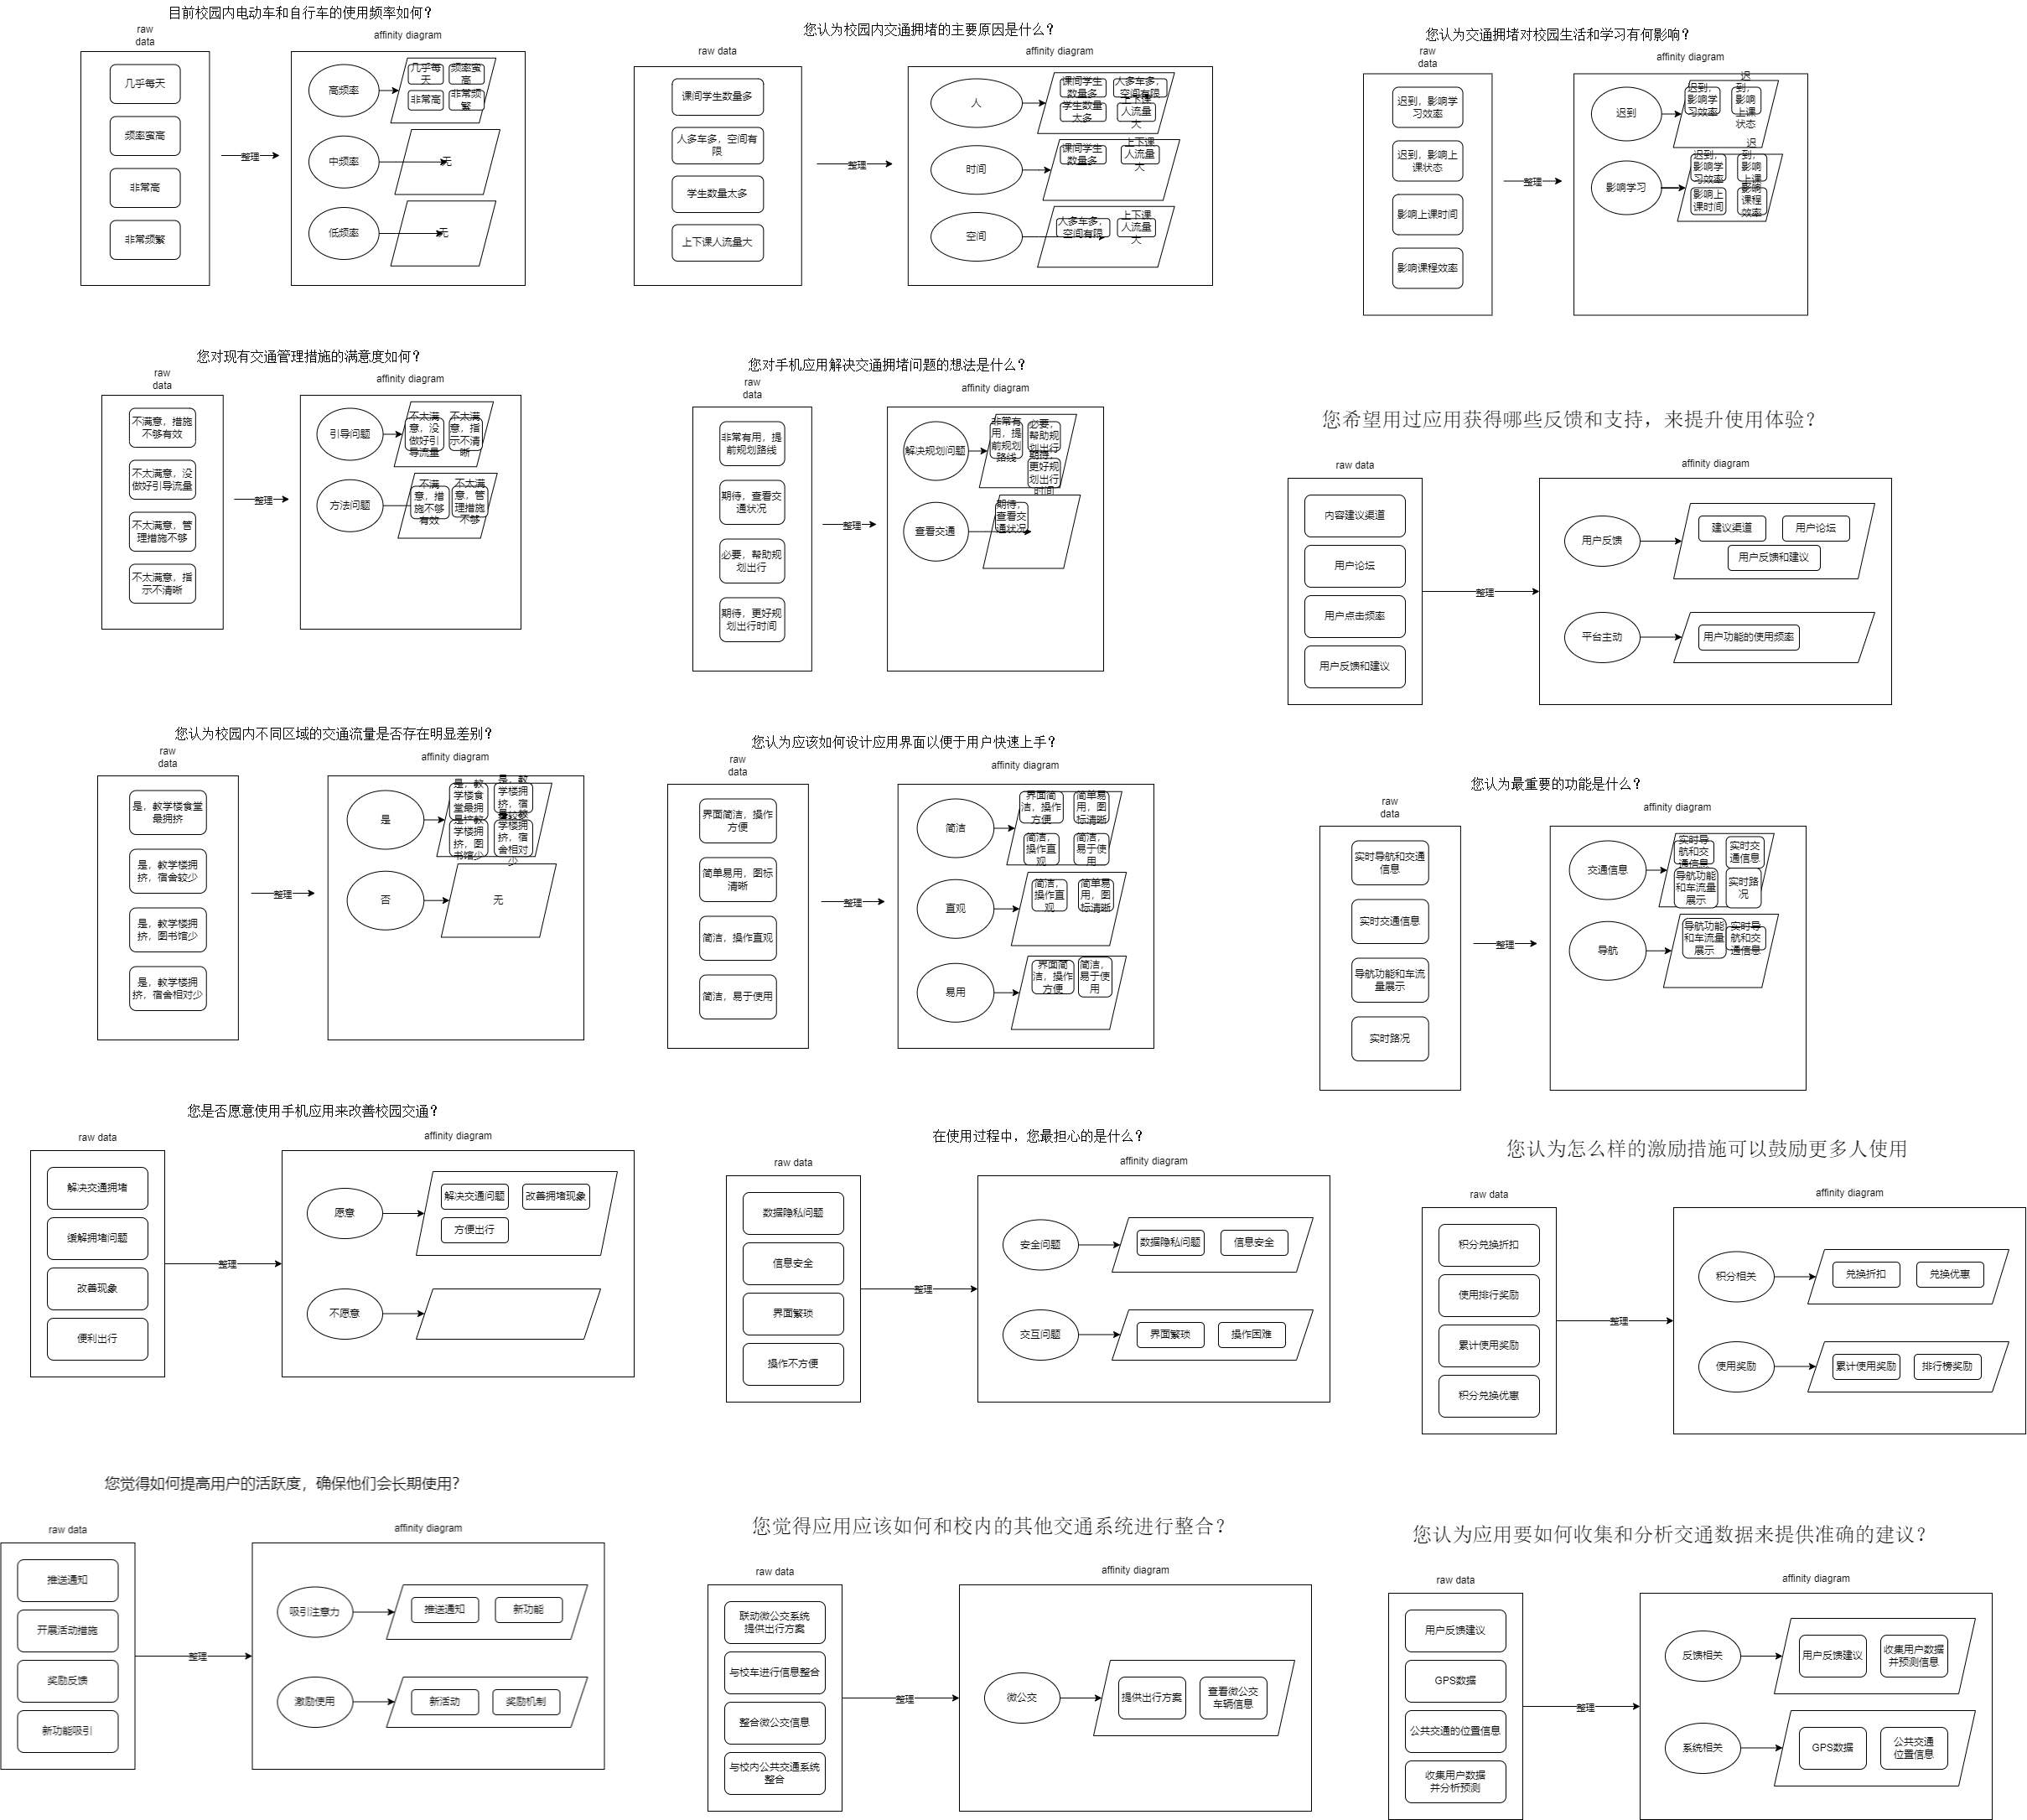 目前校园内电动车和自行车的使用频率如何？
raw
data
affinity diagram
几乎每天
频率蛮高
非常高
非常频繁
整理
高频率
几乎每
天
频率蛮
高
非常高
非常频
繁
中频率
无
低频率
无
您认为校园内交通拥堵的主要原因是什么？
raw data
affinity diagram
课间学生数量多
人多车多，空间有
限
学生数量太多
上下课人流量大
整理
人
课间学生
数量多
人多车多，
空间有限
学生数量
太多
上下课
人流量
大
时间
课间学生
数量多
上下课
人流量
大
空间
人多车多，
空间有限
上下课
人流量
大
您认为交通拥堵对校园生活和学习有何影响？
raw
data
affinity diagram
迟到，影响学
习效率
迟到，影响上
课状态
影响上课时间
影响课程效率
整理
迟到
迟到，
影响学
习效率
迟
到，
影响
上课
状态
影响学习
迟到，
影响学
习效率
迟
到，
影响
上课
影响上
课时间
影响
课程
效率
您对现有交通管理措施的满意度如何？
raw
data
affinity diagram
不满意，措施
不够有效
不太满意，没
做好引导流量
不太满意，管
理措施不够
不太满意，指
示不清晰
整理
引导问题
不太满
意，没
做好引
导流量
不太满
意，指
示不清
晰
方法问题
不满
意，措
施不够
有效
不太满
意，管
理措施
不够
您对手机应用解决交通拥堵问题的想法是什么？
raw
data
affinity diagram
非常有用，提
前规划路线
期待，查看交
通状况
必要，帮助规
划出行
期待，更好规
划出行时间
整理
解决规划问题
非常有
用，提
前规划
路线
必要，
帮助规
划出行
期待，
更好规
划出行
时间
查看交通
期待，
查看交
通状况
您希望用过应用获得哪些反馈和支持，来提升使用体验？
raw data
affinity diagram
内容建议渠道
用户论坛
用户点击频率
用户反馈和建议
整理
用户反馈
建议渠道
用户论坛
用户反馈和建议
平台主动
用户功能的使用频率
您认为校园内不同区域的交通流量是否存在明显差别？
raw
data
affinity diagram
是，教学楼食堂
最拥挤
是，教学楼拥
挤，宿舍较少
是，教学楼拥
挤，图书馆少
是，教学楼拥
挤，宿舍相对少
整理
是
是，教
学楼食
堂最拥
是，教
学楼拥
挤，宿
学楼拥
挤，图
书馆少
学楼拥
挤，宿
舍相对
少
否
无
您认为应该如何设计应用界面以便于用户快速上手？
raw
data
affinity diagram
界面简洁，操作
方便
简单易用，图标
清晰
简洁，操作直观
简洁，易于使用
整理
简洁
界面简
洁，操作
方便
简单易
用，图
标清晰
简洁，
操作直
观
简洁，
易于使
用
直观
简洁，
操作直
观
简单易
用，图
标清晰
易用
界面简
洁，操作
方便
简洁，
易于使
用
您认为最重要的功能是什么？
raw
data
affinity diagram
实时导航和交通
信息
实时交通信息
导航功能和车流
量展示
实时路况
整理
交通信息
实时导
航和交
通信息
实时交
通信息
导航功能
和车流量
展示
实时路
况
导航
导航功能
和车流量
展示
实时导
航和交
通信息
您是否愿意使用手机应用来改善校园交通？
raw data
affinity diagram
解决交通拥堵
缓解拥堵问题
改善现象
便利出行
整理
愿意
解决交通问题
改善拥堵现象
方便出行
不愿意
在使用过程中，您最担心的是什么？
raw data
affinity diagram
数据隐私问题
信息安全
界面繁琐
操作不方便
整理
安全问题
数据隐私问题
信息安全
交互问题
界面繁琐
操作困难
您认为怎么样的激励措施可以鼓励更多人使用
raw data
affinity diagram
积分兑换折扣
使用排行奖励
累计使用奖励
积分兑换优惠
整理
积分相关
兑换折扣
兑换优惠
使用奖励
累计使用奖励
排行榜奖励
您觉得如何提高用户的活跃度，确保他们会长期使用？
raw data
affinity diagram
推送通知
开展活动措施
奖励反馈
新功能吸引
整理
吸引注意力
推送通知
新功能
激励使用
新活动
奖励机制
您觉得应用应该如何和校内的其他交通系统进行整合？
raw data
affinity diagram
联动微公交系统
提供出行方案
与校车进行信息整合
整合微公交信息
与校内公共交通系统
整合
整理
微公交
提供出行方案
查看微公交
车辆信息
您认为应用要如何收集和分析交通数据来提供准确的建议？
raw data
affinity diagram
用户反馈建议
GPS数据
公共交通的位置信息
收集用户数据
并分析预测
整理
反馈相关
用户反馈建议
收集用户数据
并预测信息
系统相关
GPS数据
公共交通
位置信息